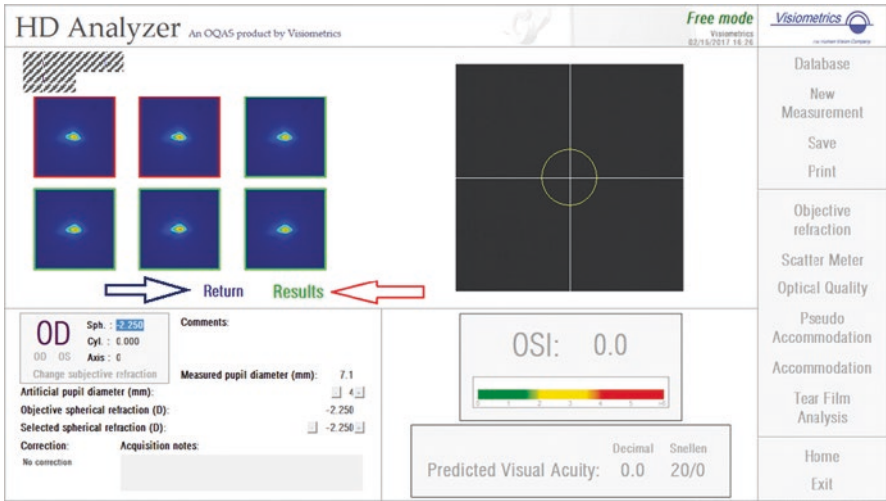 HD Analyzer An OQAS product by Visiometrics
Free mode
Visiometrics
02/15/2017 16:26
Visiometrics
Database
New
Measurement
Save
Print
Objective
refraction
Scatter Meter
Optical Quality
Pseudo
Accommodation
Accommodation
Tear Film
Analysis
Home
Exit
Return Results
OD
OD OS
Sph. : -2.250
Cyl. : 0.000
Axis : 0
Change subjective refraction
Comments:
Measured pupil diameter (mm): 7.1
Artificial pupil diameter (mm): 4
Objective spherical refraction (D): -2.250
Selected spherical refraction (D): -2.250
Correction: Acquisition notes:
No correction
OSI: 0.0
Decimal Snellen
Predicted Visual Acuity: 0.0 20/0